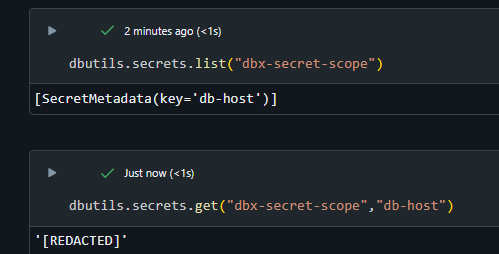 2 minutes ago (<1s)
dbutils.secrets.list("dbx-secret-scope")
[SecretMetadata(key='db-host')]
Just now (<1s)
dbutils.secrets.get("dbx-secret-scope","db-host")
'[REDACTED]'